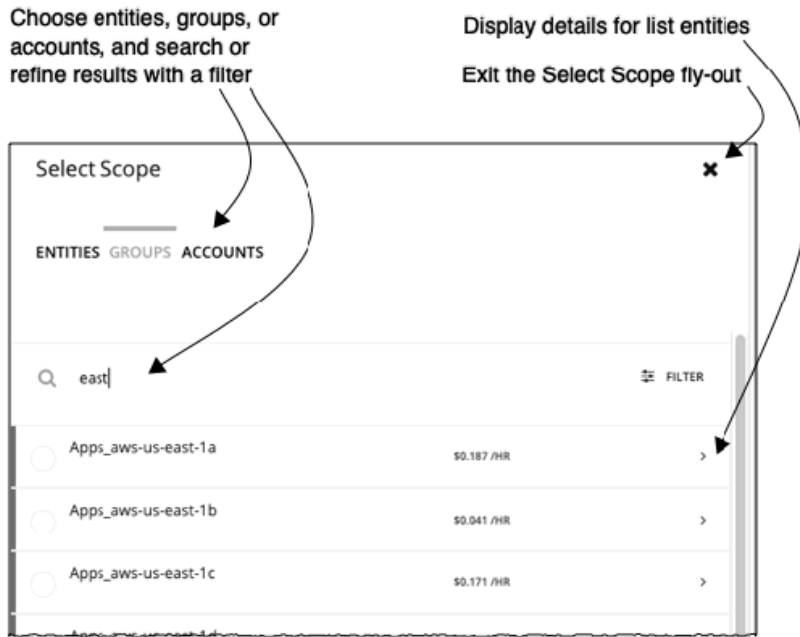 Choose entities, groups, or
accounts, and search or
refine results with a filter
Display details for list entities
Exit the Select Scope fly-out
Select Scope
ENTITIES GROUPS ACCOUNTS
east
FILTER
Apps_aws-us-east-1a
$0.187 /HR
Apps_aws-us-east-1b
$0.041 /HR
Apps_aws-us-east-1c
$0.171 /HR